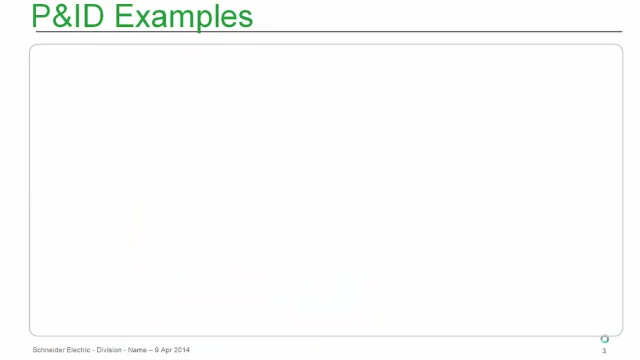 P&ID Examples
Schneider Electric - Division - Name – 9 Apr 2014
3